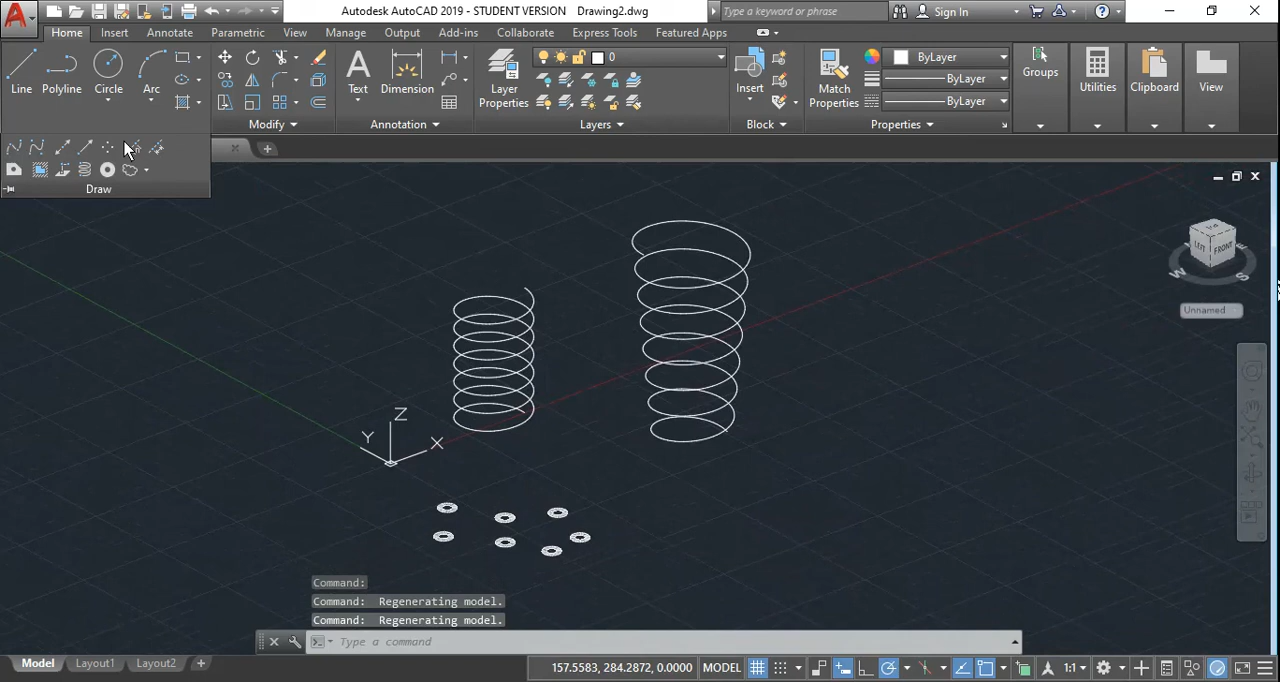 Autodesk AutoCAD 2019 - STUDENT VERSION Drawing2.dwg
Type a keyword or phrase
Sign In
Home Insert Annotate Parametric View Manage Output Add-ins Collaborate Express Tools Featured Apps
Line Polyline Circle Arc
Text Dimension
Layer Properties
0
Insert
Match Properties
ByLayer
ByLayer
ByLayer
Groups
Utilities
Clipboard
View
Modify Annotation Layers Block Properties
Draw
FRONT
W
S
E
Unnamed
Z
Y
X
Command:
Command: Regenerating model.
Command: Regenerating model.
Type a command
Model Layout1 Layout2
157.5583, 284.2872, 0.0000 MODEL 1:1